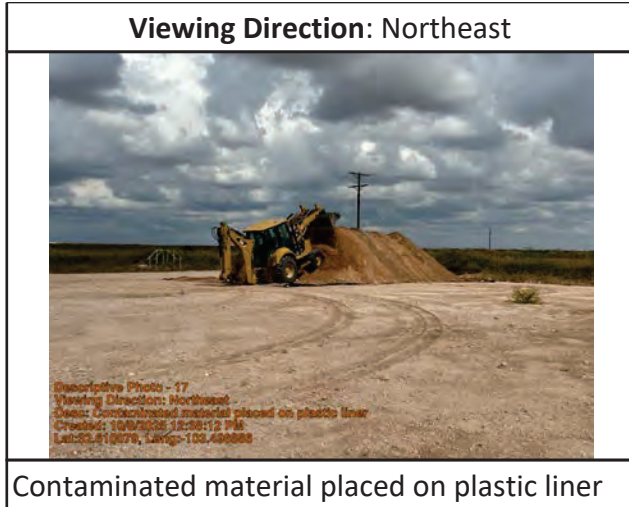 Viewing Direction: Northeast
Descriptive Photo - 17
Viewing Direction: Northeast
Desc: Contaminated material placed on plastic liner
Created:
Contaminated material placed on plastic liner